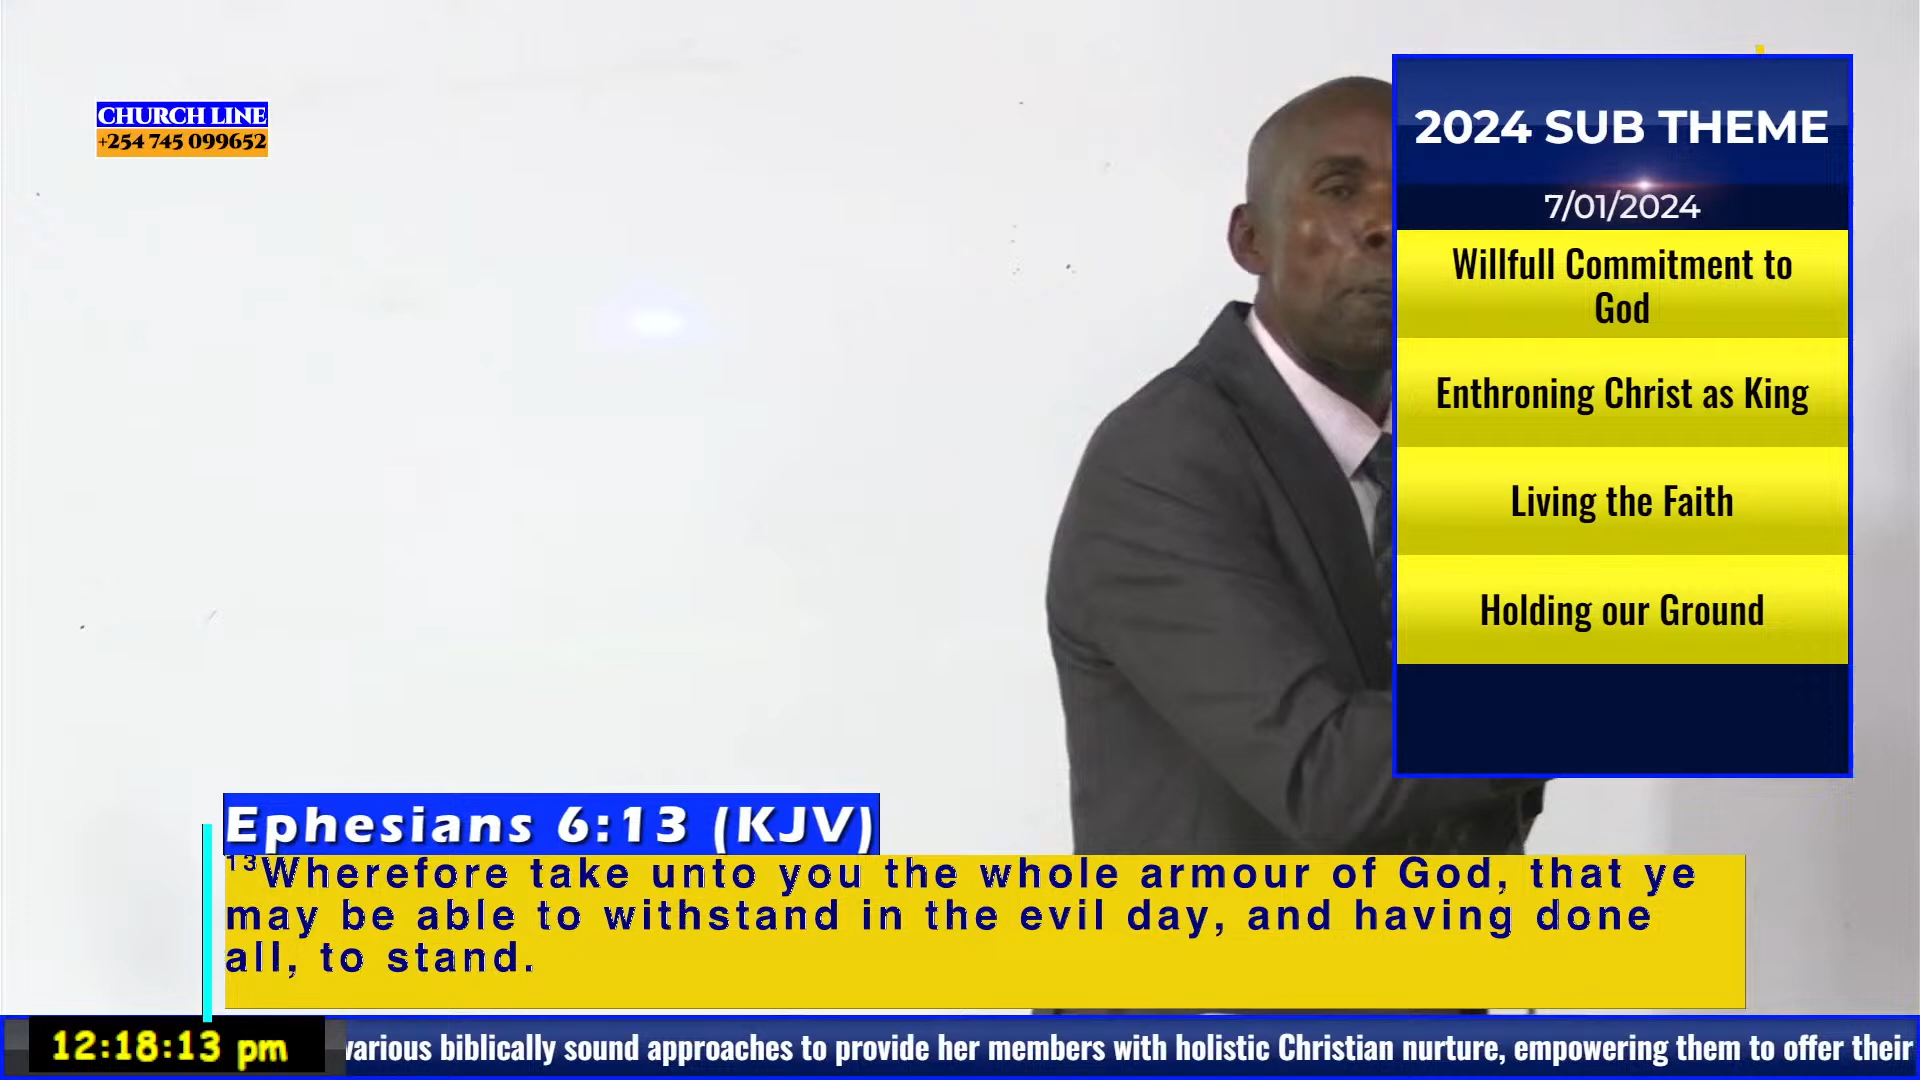 CHURCH LINE
+254 745 099652
2024 SUB THEME
7/01/2024
Willfull Commitment to
God
Enthroning Christ as King
Living the Faith
Holding our Ground
Ephesians 6:13 (KJV)
13Wherefore take unto you the whole armour of God, that ye
may be able to withstand in the evil day, and having done
all, to stand.
12:18:13 pm
various biblically sound approaches to provide her members with holistic Christian nurture, empowering them to offer their